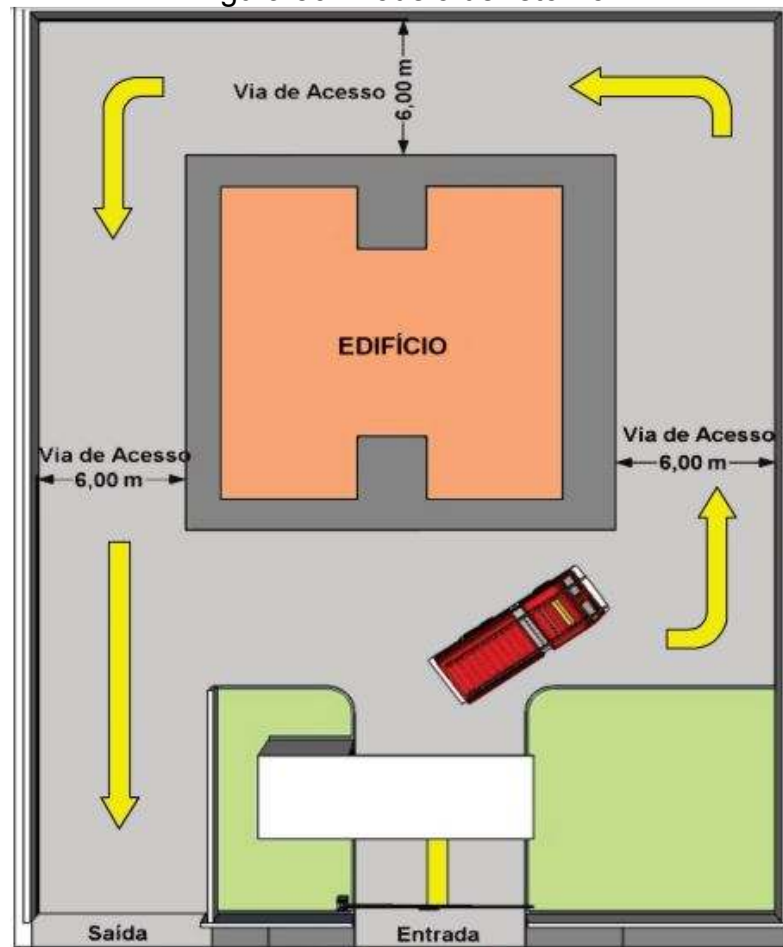 Via de Acesso
6,00 m
EDIFÍCIO
Via de Acesso
6,00 m
Via de Acesso
6,00 m
Saída
Entrada